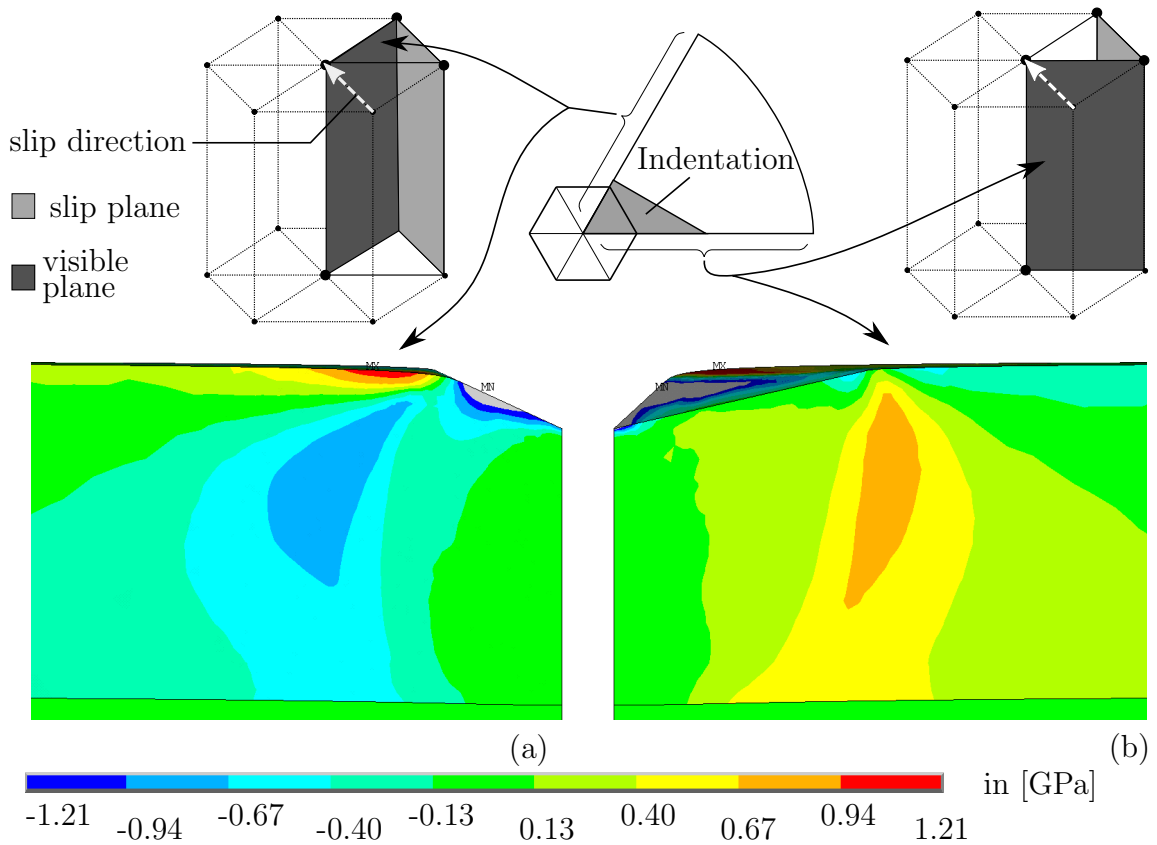 slip direction
slip plane
visible
plane
Indentation
MX
MN
MX
MN
(a)
(b)
in [GPa]
-1.21
-0.94
-0.67
-0.40
-0.13
0.13
0.40
0.67
0.94
1.21